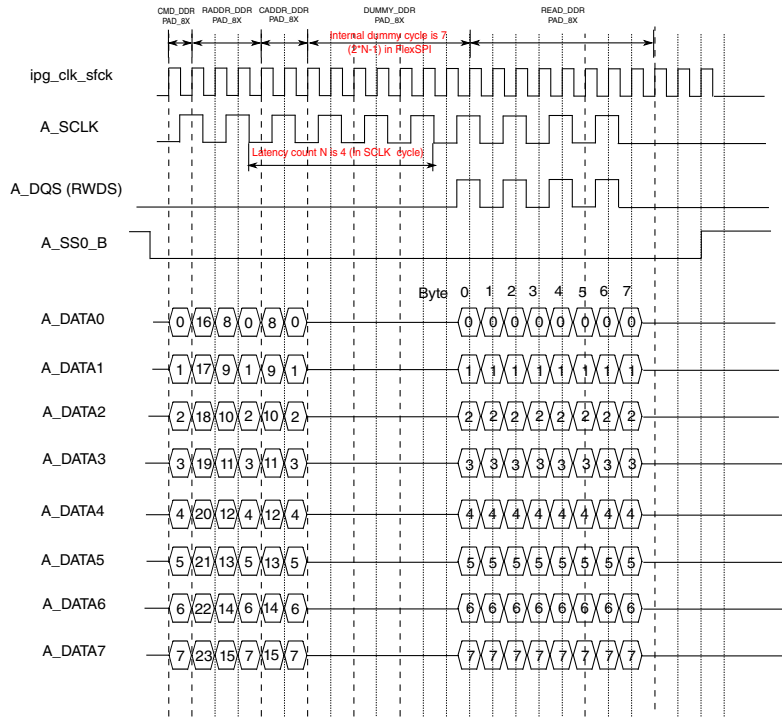 CMD_DDR RADDR_DDR CADDR_DDR DUMMY_DDR READ_DDR
PAD_8X PAD_8X PAD_8X PAD_8X PAD_8X
Internal dummy cycle is 7
(2*N-1) in FlexSPI
ipg_clk_sfck
A_SCLK
Latency count N is 4 (in SCLK cycle)
A_DQS (RWDS)
A_SS0_B
Byte 0 1 2 3 4 5 6 7
A_DATA0 0 16 8 0 8 0 0 0 0 0 0 0 0 0
A_DATA1 1 17 9 1 9 1 1 1 1 1 1 1 1 1
A_DATA2 2 18 10 2 10 2 2 2 2 2 2 2 2 2
A_DATA3 3 19 11 3 11 3 3 3 3 3 3 3 3 3
A_DATA4 4 20 12 4 12 4 4 4 4 4 4 4 4 4
A_DATA5 5 21 13 5 13 5 5 5 5 5 5 5 5 5
A_DATA6 6 22 14 6 14 6 6 6 6 6 6 6 6 6
A_DATA7 7 23 15 7 15 7 7 7 7 7 7 7 7 7